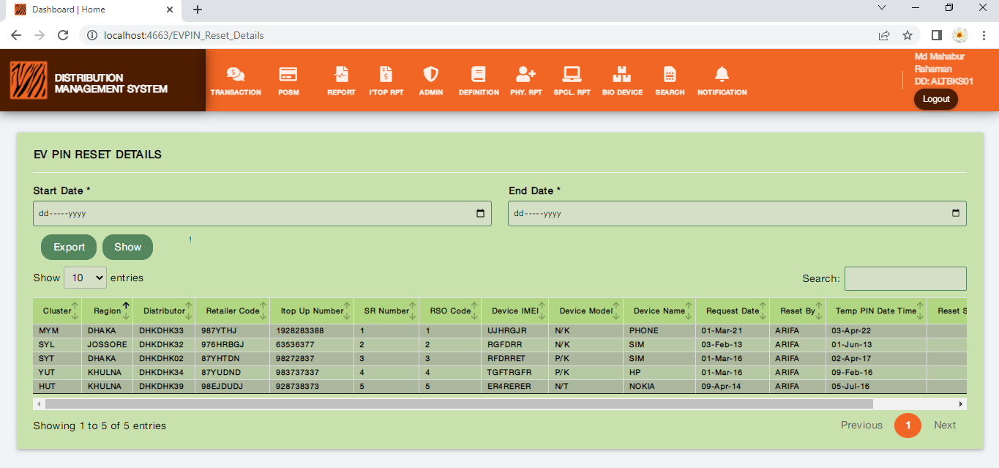 Dashboard | Home
localhost:4663/EVPIN_Reset_Details
DISTRIBUTION
MANAGEMENT SYSTEM
TRANSACTION POSM REPORT I'TOP RPT ADMIN DEFINITION PHY. RPT SPCL. RPT BIO DEVICE SEARCH NOTIFICATION
Md Mahabur
Rahaman
DD: ALTBKS01
Logout
EV PIN RESET DETAILS
Start Date * End Date *
dd-----yyyy dd-----yyyy
Export Show !
Show 10 entries Search:
Cluster Region Distributor Retailer Code Itop Up Number SR Number RSO Code Device IMEI Device Model Device Name Request Date Reset By Temp PIN Date Time Reset S
MYM DHAKA DHKDHK33 987YTHJ 1928283388 1 1 UJHRGJR N/K PHONE 01-Mar-21 ARIFA 03-Apr-22
SYL JOSSORE DHKDHK32 976HRBGJ 63536377 2 2 RGFDRR N/K SIM 03-Feb-13 ARIFA 01-Jun-13
SYT DHAKA DHKDHK02 87YHTDN 98272837 3 3 RFDRRET P/K SIM 01-Mar-16 ARIFA 02-Apr-17
YUT KHULNA DHKDHK34 87YUDND 983737337 4 4 TGFTRGFR P/K HP 01-Mar-16 ARIFA 09-Feb-16
HUT KHULNA DHKDHK39 98EJDUDJ 928738373 5 5 ER4RERER N/T NOKIA 09-Apr-14 ARIFA 05-Jul-16
Showing 1 to 5 of 5 entries Previous 1 Next